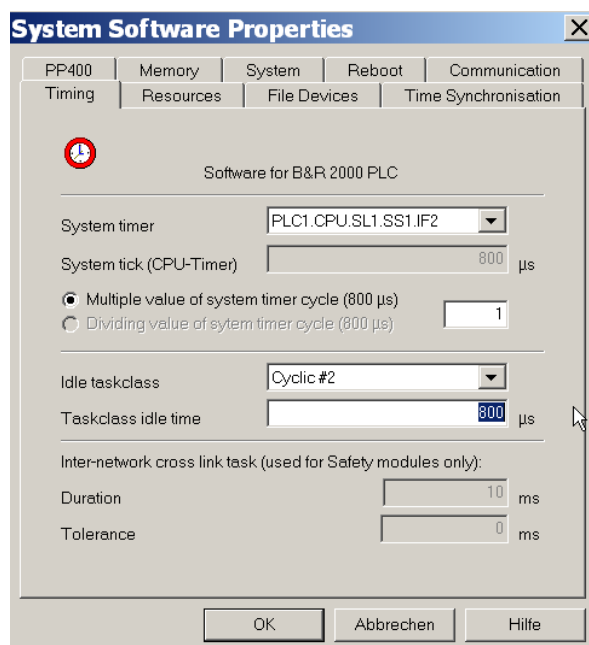 System Software Properties
PP400 Memory System Reboot Communication
Timing Resources File Devices Time Synchronisation
Software for B&R 2000 PLC
System timer PLC1.CPU.SL1.SS1.IF2
System tick (CPU-Timer) 800 µs
Multiple value of system timer cycle (800 µs) 1
Dividing value of sytem timer cycle (800 µs)
Idle taskclass Cyclic #2
Taskclass idle time 800 µs
Inter-network cross link task (used for Safety modules only):
Duration 10 ms
Tolerance 0 ms
OK Abbrechen Hilfe